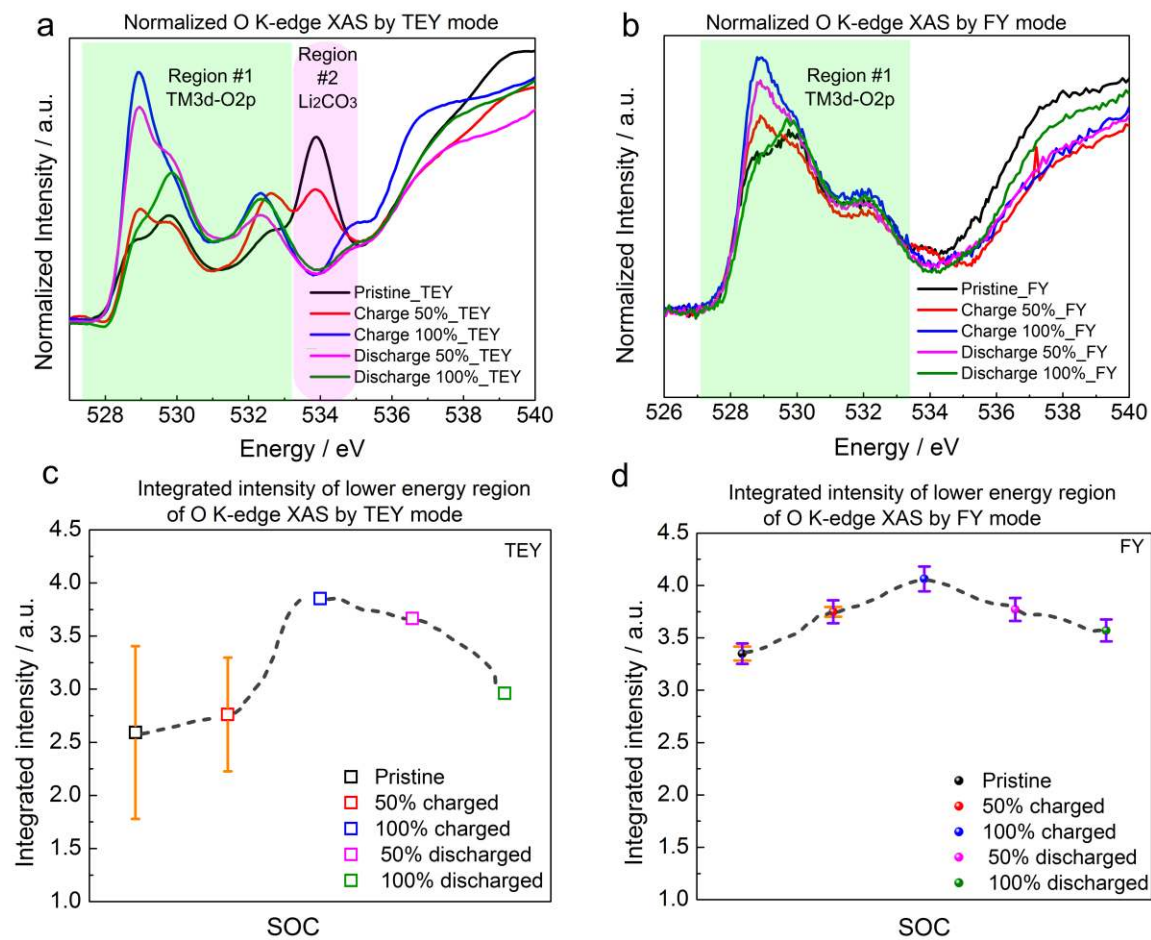 a
Normalized O K-edge XAS by TEY mode
Normalized Intensity / a.u.
Region #1
TM3d-O2p
Region
#2
Li₂CO₃
Pristine_TEY
Charge 50%_TEY
Charge 100%_TEY
Discharge 50%_TEY
Discharge 100%_TEY
528 530 532 534 536 538 540
Energy / eV
b
Normalized O K-edge XAS by FY mode
Normalized Intensity / a.u.
Region #1
TM3d-O2p
Pristine_FY
Charge 50%_FY
Charge 100%_FY
Discharge 50%_FY
Discharge 100%_FY
526 528 530 532 534 536 538 540
Energy / eV
c
Integrated intensity of lower energy region
of O K-edge XAS by TEY mode
Integrated intensity / a.u.
4.5
4.0
3.5
3.0
2.5
2.0
1.5
1.0
TEY
Pristine
50% charged
100% charged
50% discharged
100% discharged
SOC
d
Integrated intensity of lower energy region
of O K-edge XAS by FY mode
Integrated intensity / a.u.
4.5
4.0
3.5
3.0
2.5
2.0
1.5
1.0
FY
Pristine
50% charged
100% charged
50% discharged
100% discharged
SOC